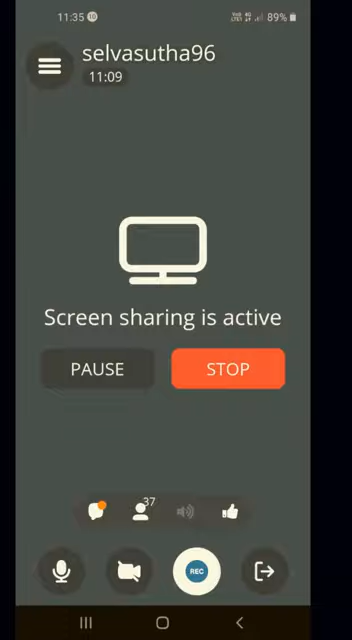 11:35
89%
selvasutha96
11:09
Screen sharing is active
PAUSE
STOP
37
REC